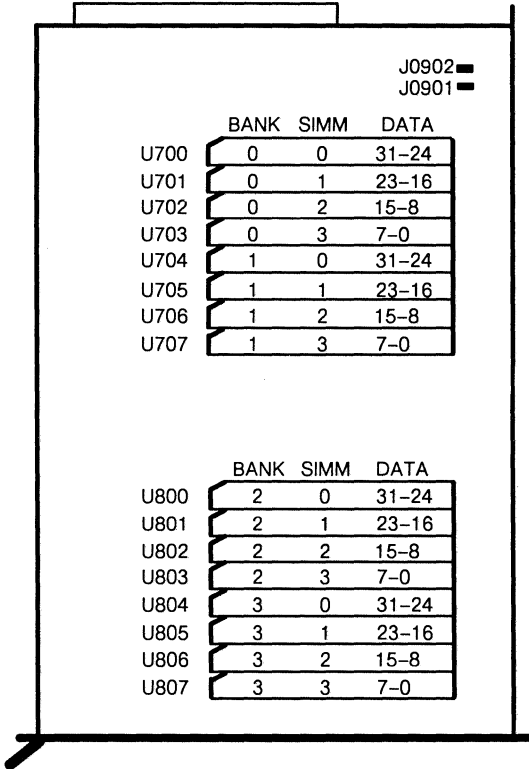 J0902
J0901
BANK SIMM DATA
U700 0 0 31-24
U701 0 1 23-16
U702 0 2 15-8
U703 0 3 7-0
U704 1 0 31-24
U705 1 1 23-16
U706 1 2 15-8
U707 1 3 7-0
BANK SIMM DATA
U800 2 0 31-24
U801 2 1 23-16
U802 2 2 15-8
U803 2 3 7-0
U804 3 0 31-24
U805 3 1 23-16
U806 3 2 15-8
U807 3 3 7-0